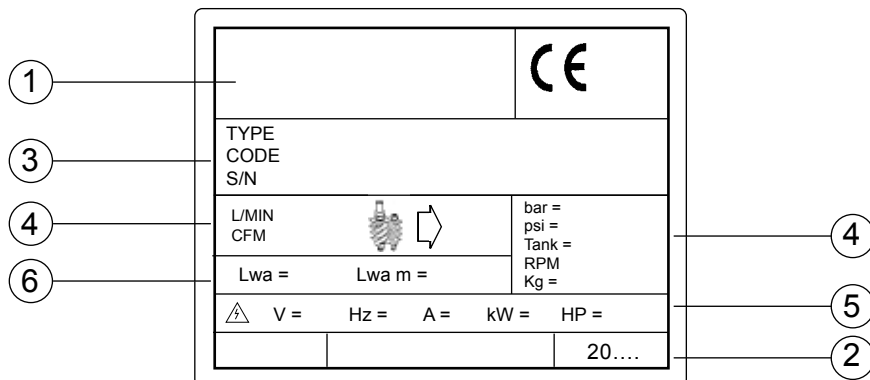 1
CE
3
TYPE
CODE
S/N
4
L/MIN
CFM
bar =
psi =
Tank =
RPM
Kg =
4
6
Lwa = Lwa m =
V = Hz = A= kW = HP =
5
20....
2